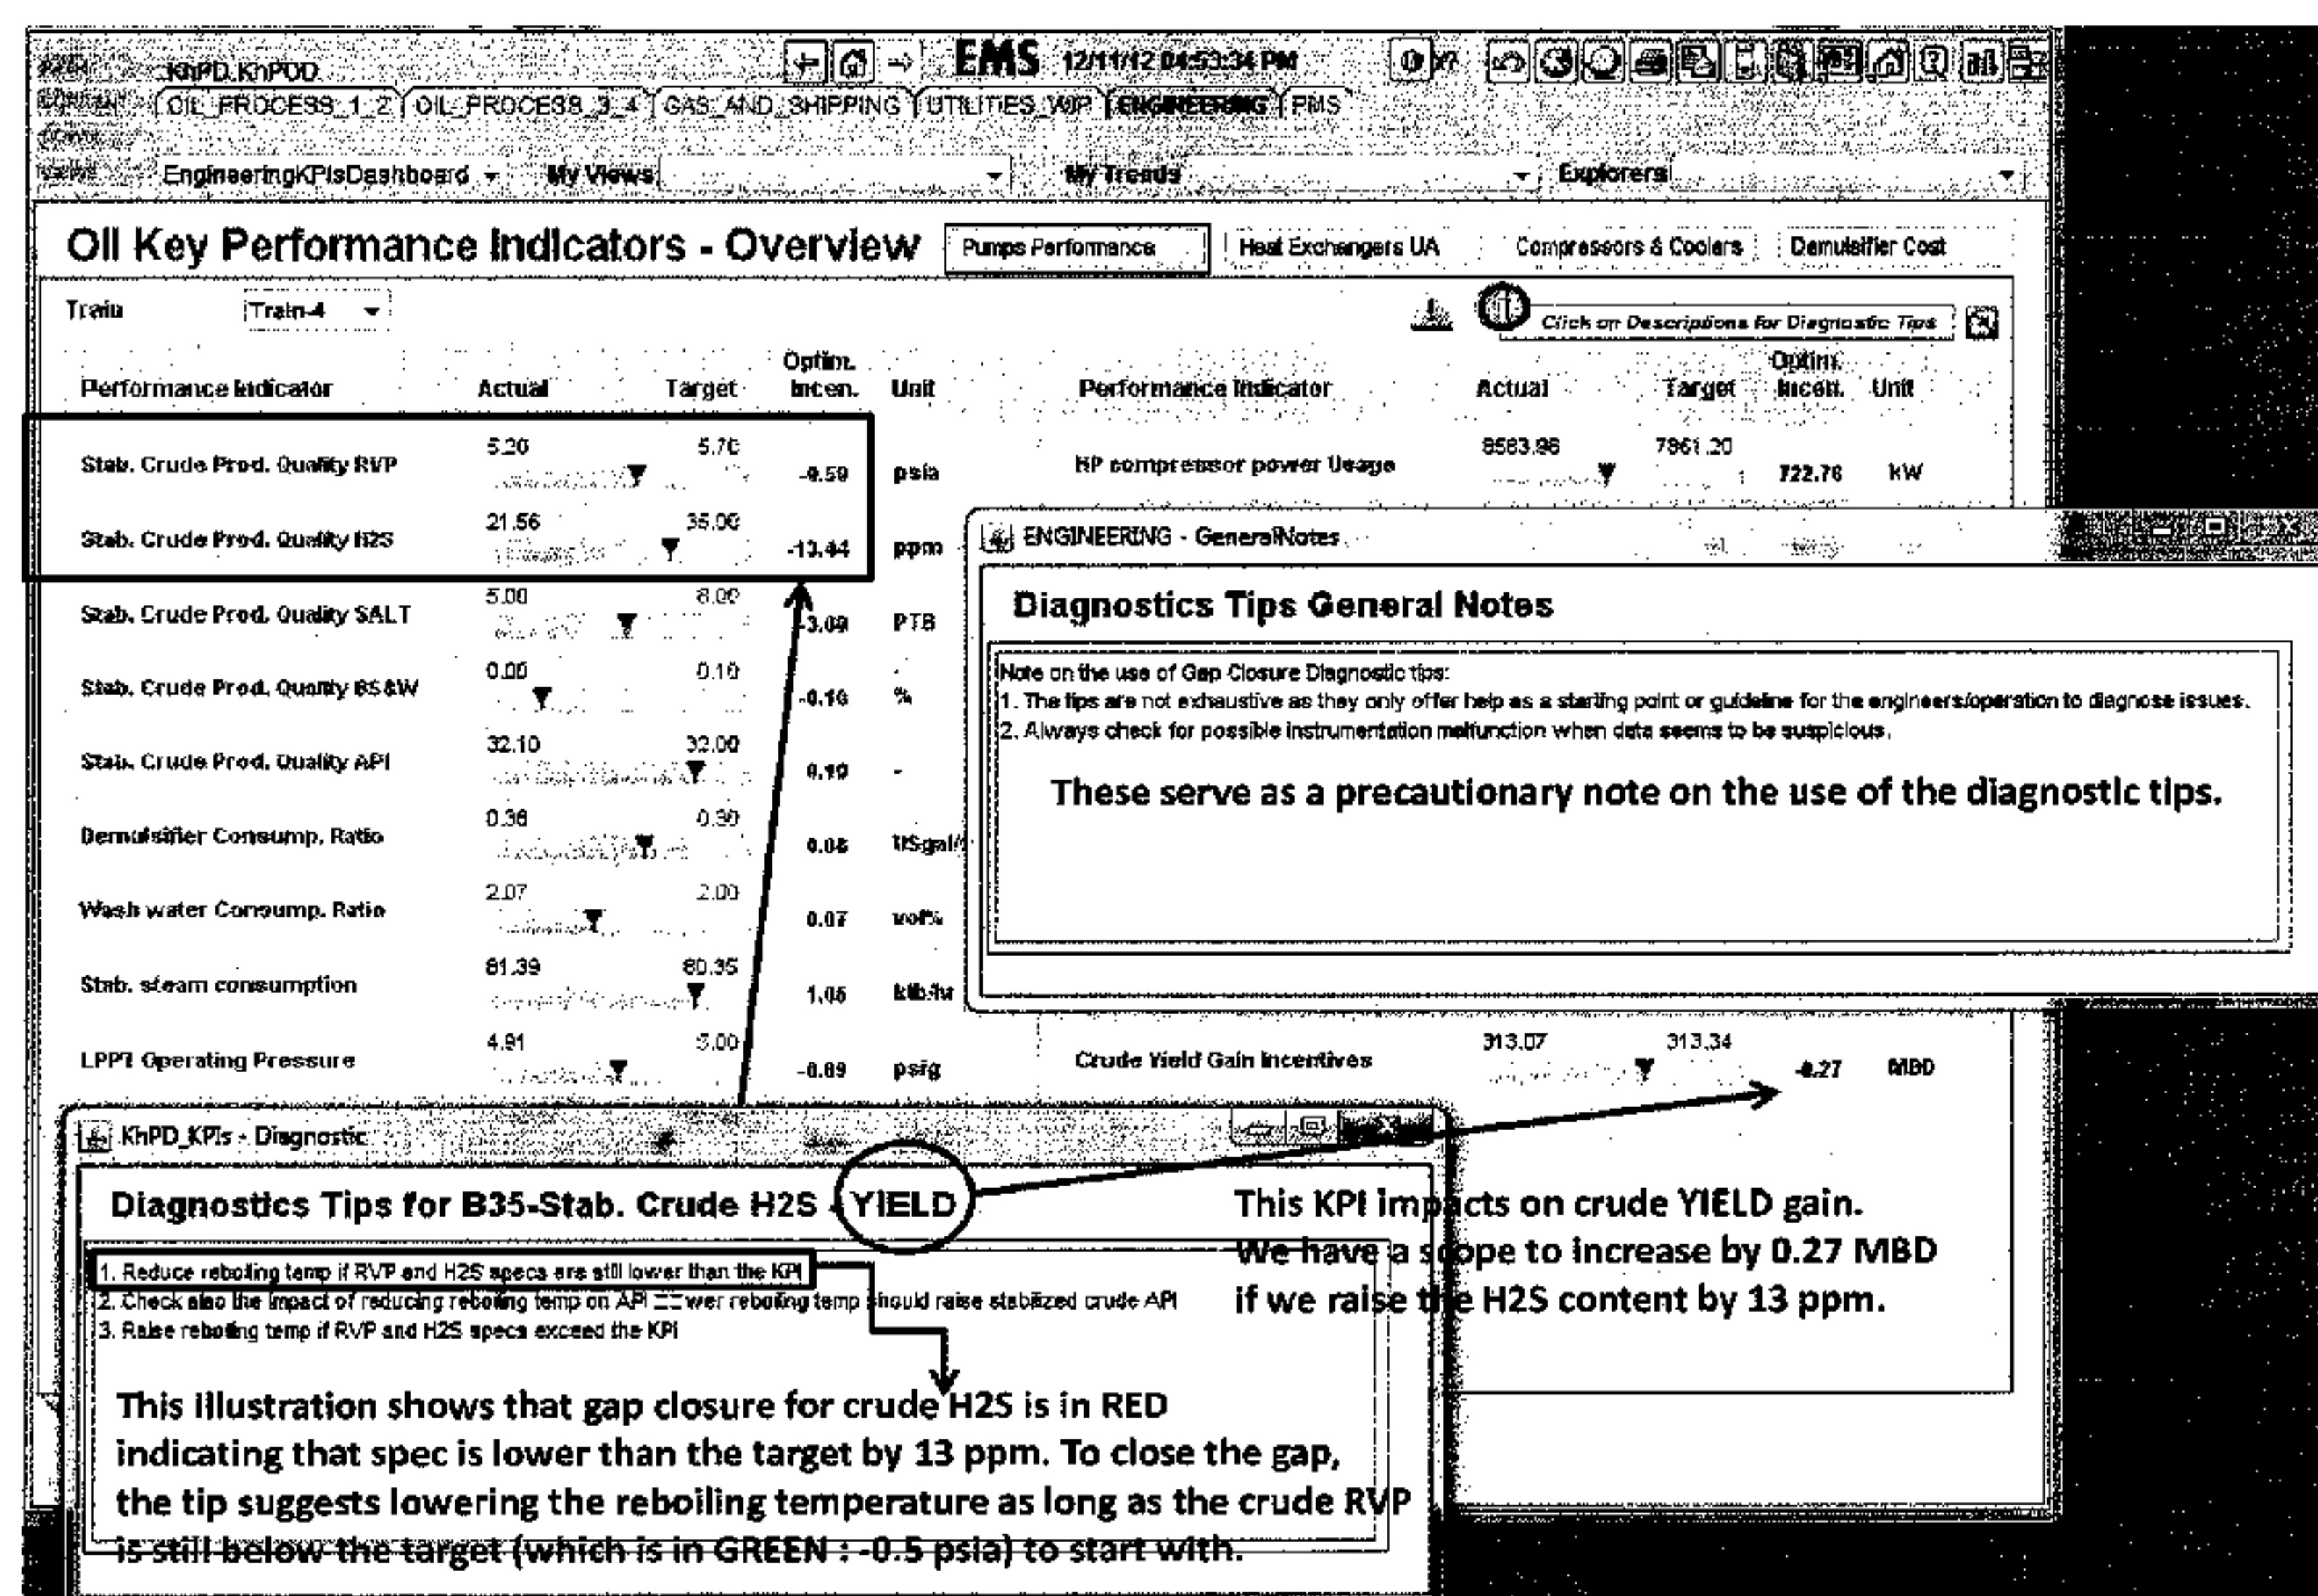 KhPD.KhPOD EMS 12/11/12 04:53:34 PM
OIL_PROCESS_1_2 OIL_PROCESS_3_4 GAS_AND_SHIPPING UTILITIES_WIP ENGINEERING PMS
EngineeringKPIsDashboard My Views My Trends Explorers
Oil Key Performance Indicators - Overview Pumps Performance Heat Exchangers UA Compressors & Coolers Demulsifier Cost
Train Train-4 Click on Descriptions for Diagnostic Tips
Performance Indicator Actual Target Optim. Incen. Unit Performance Indicator Actual Target Optim. Incen. Unit
Stab. Crude Prod. Quality RVP 5.20 5.70 -0.50 psia HP compressor power Usage 8583.96 7861.20 722.76 kW
Stab. Crude Prod. Quality H2S 21.56 35.00 -13.44 ppm
Stab. Crude Prod. Quality SALT 5.00 8.00 -3.00 PTB
Stab. Crude Prod. Quality BS&W 0.00 0.10 -0.10 %
Stab. Crude Prod. Quality API 32.10 32.00 0.10 -
Demulsifier Consump. Ratio 0.36 0.30 0.06 USgal/
Wash water Consump. Ratio 2.07 2.00 0.07 vol%
Stab. steam consumption 81.39 80.35 1.05 klb/hr
LPPT Operating Pressure 4.91 5.00 -0.09 psig Crude Yield Gain Incentives 313.07 313.34 -0.27 MBD
ENGINEERING - GeneralNotes
Diagnostics Tips General Notes
Note on the use of Gap Closure Diagnostic tips:
1. The tips are not exhaustive as they only offer help as a starting point or guideline for the engineers/operation to diagnose issues.
2. Always check for possible instrumentation malfunction when data seems to be suspicious.
These serve as a precautionary note on the use of the diagnostic tips.
KhPD_KPIs - Diagnostic
Diagnostics Tips for B35-Stab. Crude H2S - YIELD
1. Reduce reboiling temp if RVP and H2S specs are still lower than the KPI
2. Check also the impact of reducing reboiling temp on API == wer reboiling temp should raise stabilized crude API
3. Raise reboiling temp if RVP and H2S specs exceed the KPI
This illustration shows that gap closure for crude H2S is in RED
indicating that spec is lower than the target by 13 ppm. To close the gap,
the tip suggests lowering the reboiling temperature as long as the crude RVP
is still below the target (which is in GREEN : -0.5 psia) to start with.
This KPI impacts on crude YIELD gain.
We have a scope to increase by 0.27 MBD
if we raise the H2S content by 13 ppm.